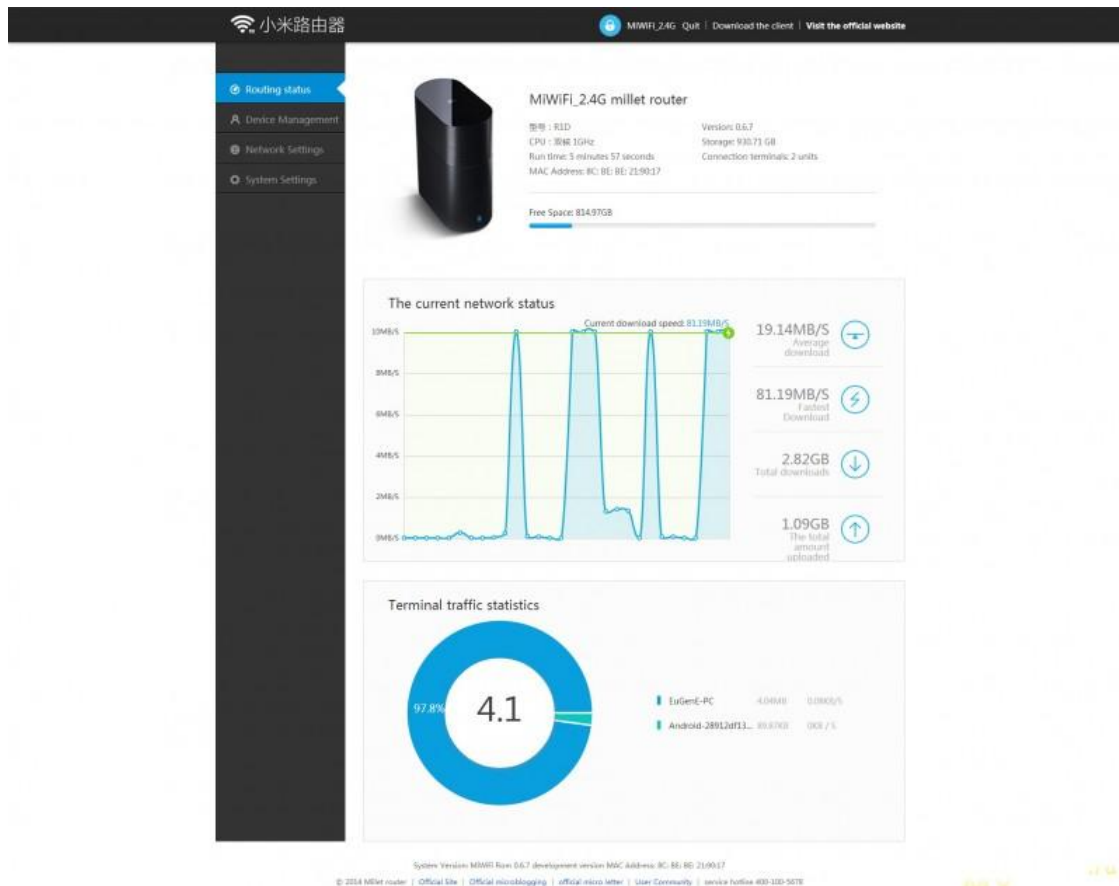 小米路由器
MIWIFI_2.4G Quit | Download the client | Visit the official website
Routing status
Device Management
Network Settings
System Settings
MiWiFi_2.4G millet router
型号 : R1D
Version: 0.6.7
CPU : 双核 1GHz
Storage: 930.71 GB
Run time: 5 minutes 57 seconds
Connection terminals: 2 units
MAC Address: 8C: BE: BE: 21:90:17
Free Space: 814.97GB
The current network status
Current download speed: 81.19MB/S
10MB/S
8MB/S
6MB/S
4MB/S
2MB/S
0MB/S
19.14MB/S
Average
download
81.19MB/S
Fastest
Download
2.82GB
Total downloads
1.09GB
The total
amount
uploaded
Terminal traffic statistics
97.8%
4.1
EuGenE-PC 4.04MB 0.08KB/S
Android-28912df13... 89.87KB 0KB / S
System Version: MIWIFI Rom 0.6.7 development version MAC Address: 8C: BE: BE: 21:90:17
© 2014 Millet router | Official Site | Official microblogging | official micro letter | User Community | service hotline 400-100-5678